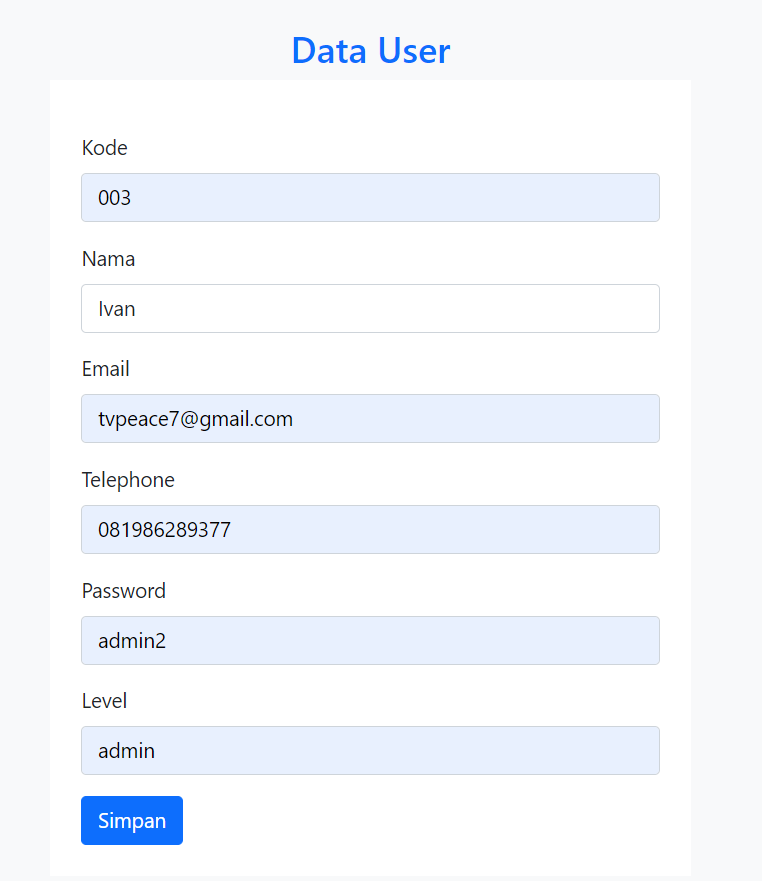 Data User
Kode
003
Nama
Ivan
Email
tvpeace7@gmail.com
Telephone
081986289377
Password
admin2
Level
admin
Simpan